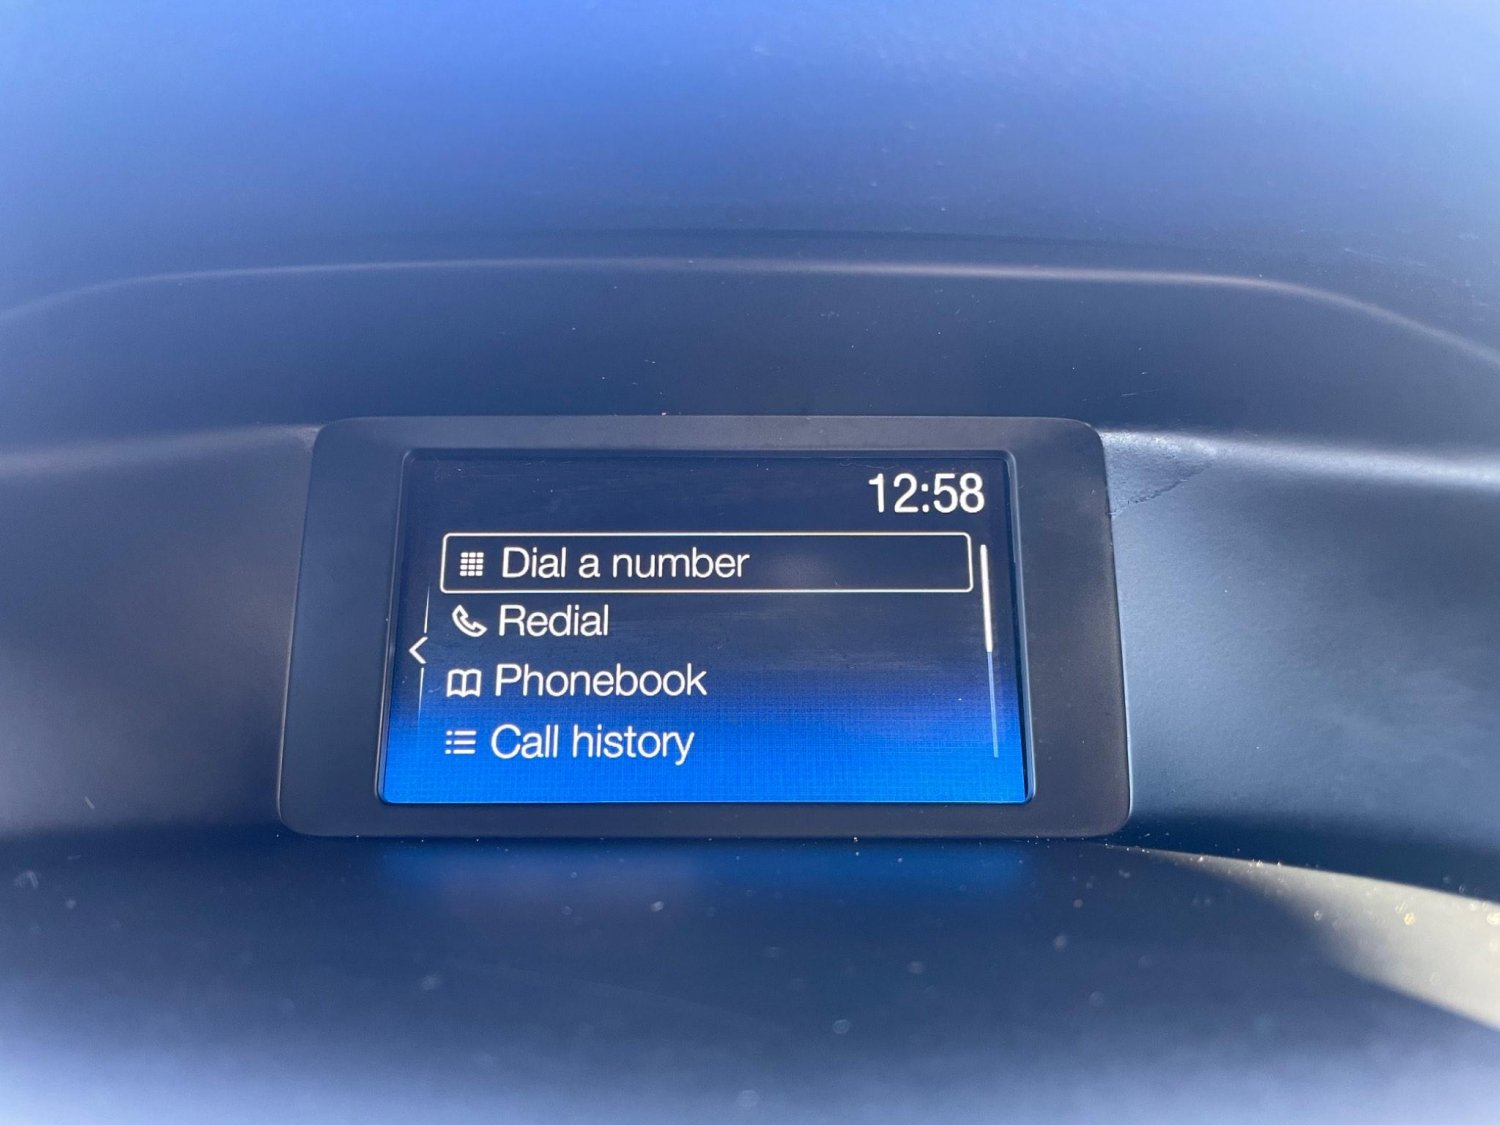 12:58
Dial a number
Redial
Phonebook
Call history